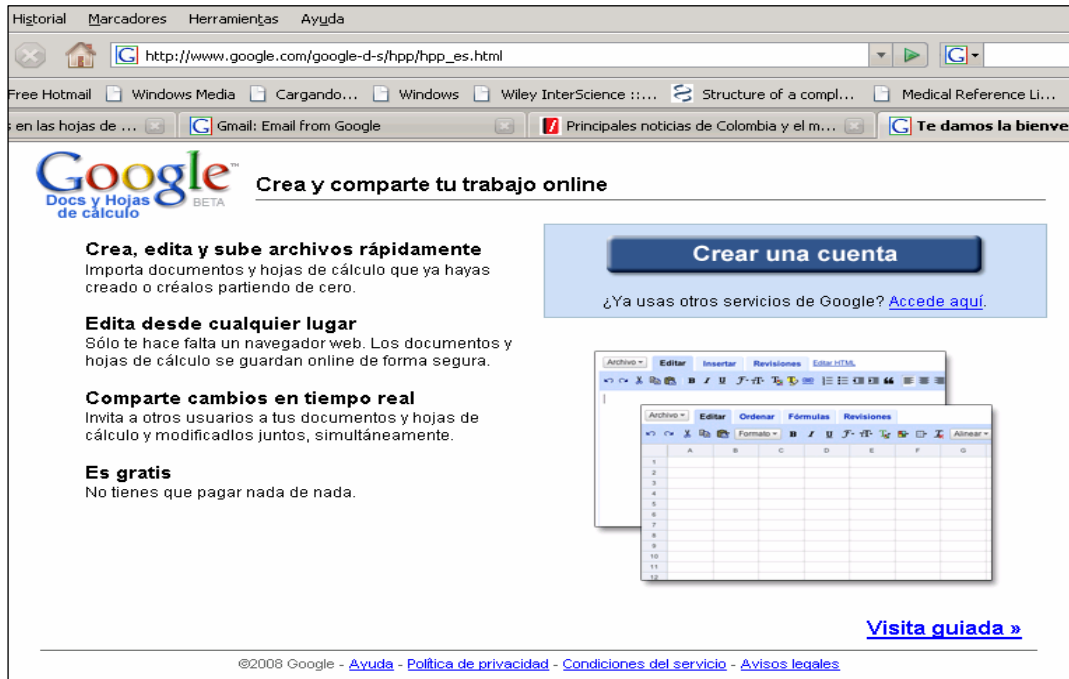 Historial Marcadores Herramientas Ayuda
http://www.google.com/google-d-s/hpp/hpp_es.html
Free Hotmail Windows Media Cargando... Windows Wiley InterScience ::... Structure of a compl... Medical Reference Li...
s en las hojas de ... Gmail: Email from Google Principales noticias de Colombia y el m... Te damos la bienve
Google™
Docs y Hojas de cálculo BETA
Crea y comparte tu trabajo online
Crea, edita y sube archivos rápidamente
Importa documentos y hojas de cálculo que ya hayas
creado o créalos partiendo de cero.
Edita desde cualquier lugar
Sólo te hace falta un navegador web. Los documentos y
hojas de cálculo se guardan online de forma segura.
Comparte cambios en tiempo real
Invita a otros usuarios a tus documentos y hojas de
cálculo y modificadlos juntos, simultáneamente.
Es gratis
No tienes que pagar nada de nada.
Crear una cuenta
¿Ya usas otros servicios de Google? Accede aquí.
Archivo Editar Insertar Revisiones Editar HTML
Archivo Editar Ordenar Fórmulas Revisiones
Formato B I U Alinear
A B C D E F G
1
2
3
4
5
6
7
8
9
10
11
12
Visita guiada »
©2008 Google - Ayuda - Política de privacidad - Condiciones del servicio - Avisos legales